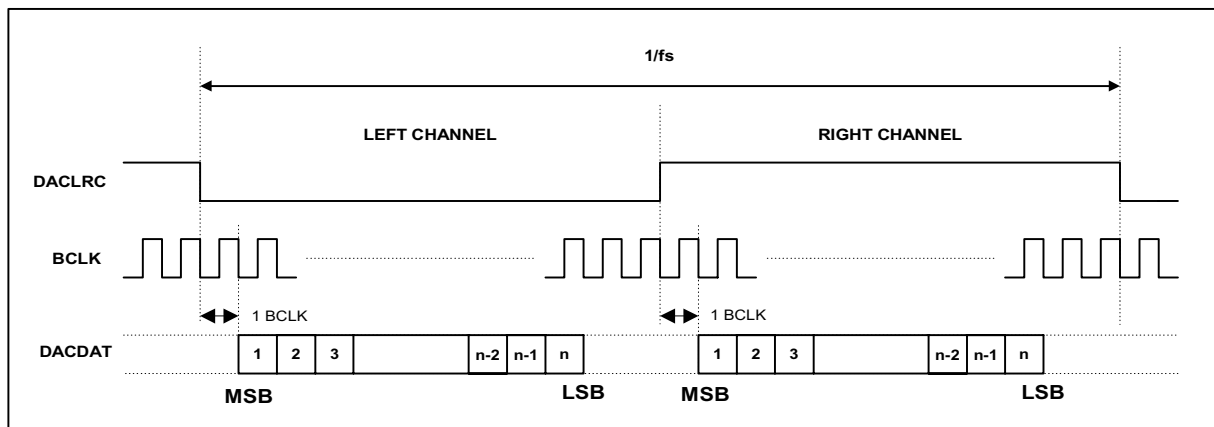 1/fs
LEFT CHANNEL RIGHT CHANNEL
DACLRC
BCLK
1 BCLK 1 BCLK
DACDAT 1 2 3 n-2 n-1 n 1 2 3 n-2 n-1 n
MSB LSB MSB LSB